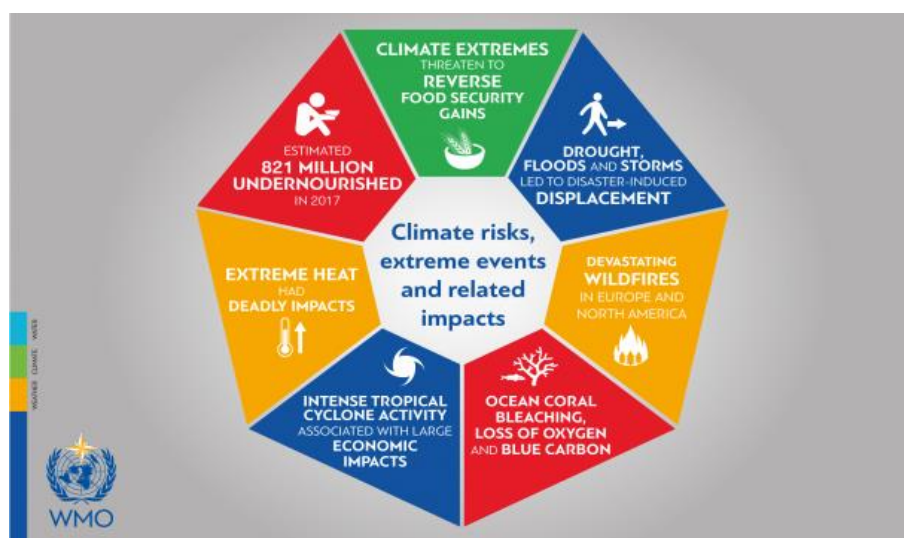 CLIMATE EXTREMES
THREATEN TO
REVERSE
FOOD SECURITY
GAINS
DROUGHT,
FLOODS AND STORMS
LED TO DISASTER-INDUCED
DISPLACEMENT
DEVASTATING
WILDFIRES
IN EUROPE AND
NORTH AMERICA
OCEAN CORAL
BLEACHING,
LOSS OF OXYGEN
AND BLUE CARBON
INTENSE TROPICAL
CYCLONE ACTIVITY
ASSOCIATED WITH LARGE
ECONOMIC
IMPACTS
EXTREME HEAT
HAD
DEADLY IMPACTS
ESTIMATED
821 MILLION
UNDERNOURISHED
IN 2017
Climate risks,
extreme events
and related
impacts
WEATHER CLIMATE WATER
WMO